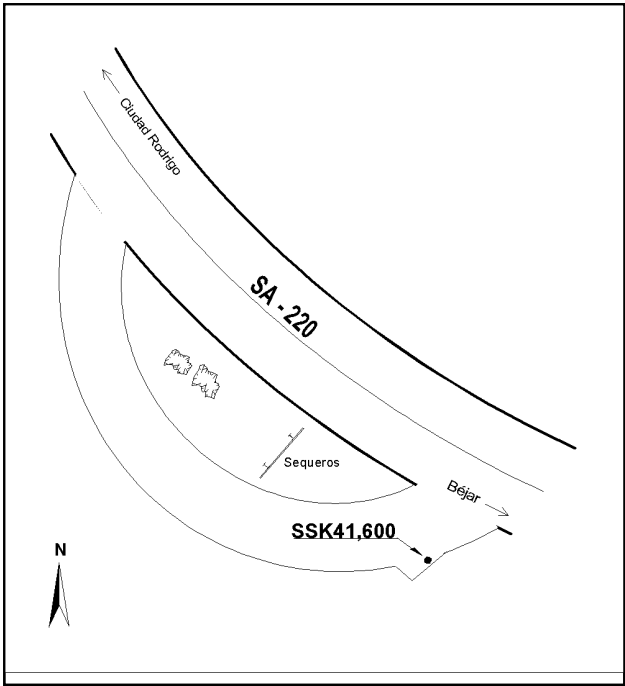 Ciudad Rodrigo
SA - 220
Sequeros
Béjar
SSK41,600
N